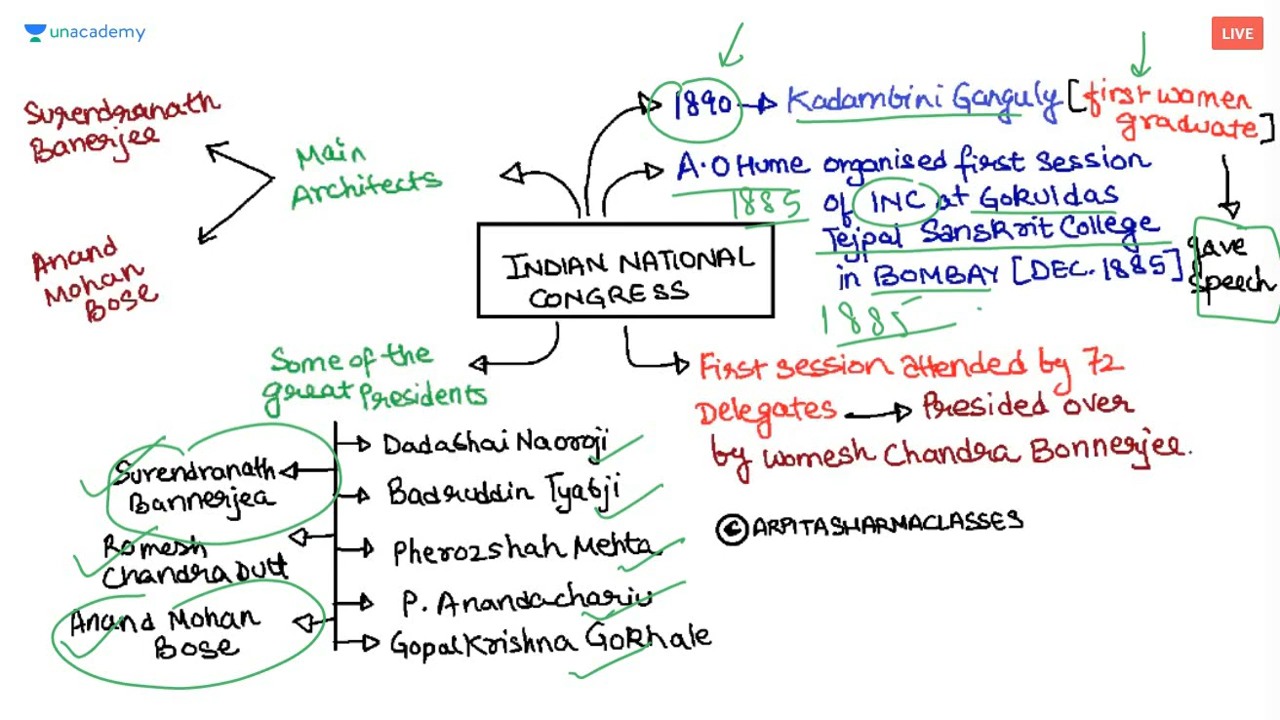 unacademy
LIVE
Surendranath
Banerjee
Main
Architects
Anand
Mohan
Bose
1890 Kadambini Ganguly [first women
graduate]
gave
speech
A.O Hume organised first session
1885 of INC at Gokuldas
Tejpal Sanskrit College
in BOMBAY [DEC. 1885]
1885
INDIAN NATIONAL
CONGRESS
Some of the
great Presidents
First session attended by 72
Delegates Presided over
by womesh Chandra Bonnerjee.
Dadabhai Naoroji
Badruddin Tyabji
Pherozshah Mehta
P. Anandachariu
Gopal Krishna Gokhale
Surendranath
Bannerjea
Romesh
Chandra Dutt
Anand Mohan
Bose
© ARPITASHARMACLASSES